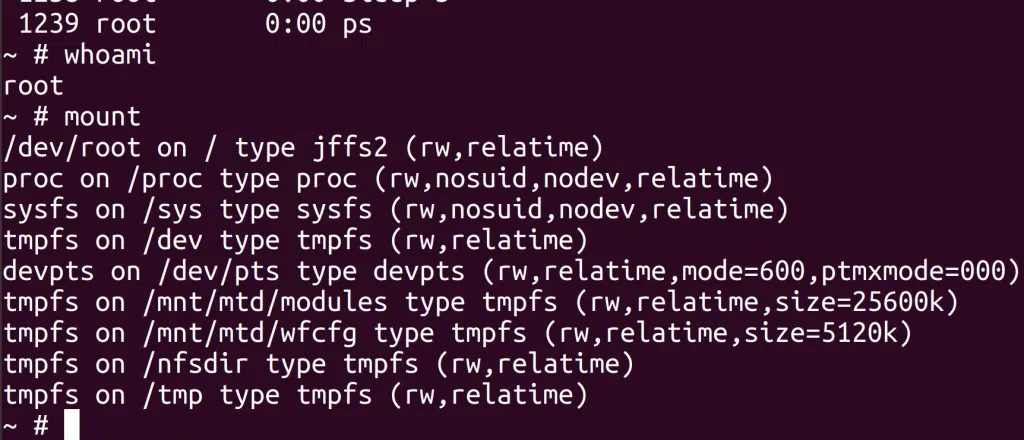 1239 root       0:00 ps
~ # whoami
root
~ # mount
/dev/root on / type jffs2 (rw,relatime)
proc on /proc type proc (rw,nosuid,nodev,relatime)
sysfs on /sys type sysfs (rw,nosuid,nodev,relatime)
tmpfs on /dev type tmpfs (rw,relatime)
devpts on /dev/pts type devpts (rw,relatime,mode=600,ptmxmode=000)
tmpfs on /mnt/mtd/modules type tmpfs (rw,relatime,size=25600k)
tmpfs on /mnt/mtd/wfcfg type tmpfs (rw,relatime,size=5120k)
tmpfs on /nfsdir type tmpfs (rw,relatime)
tmpfs on /tmp type tmpfs (rw,relatime)
~ #